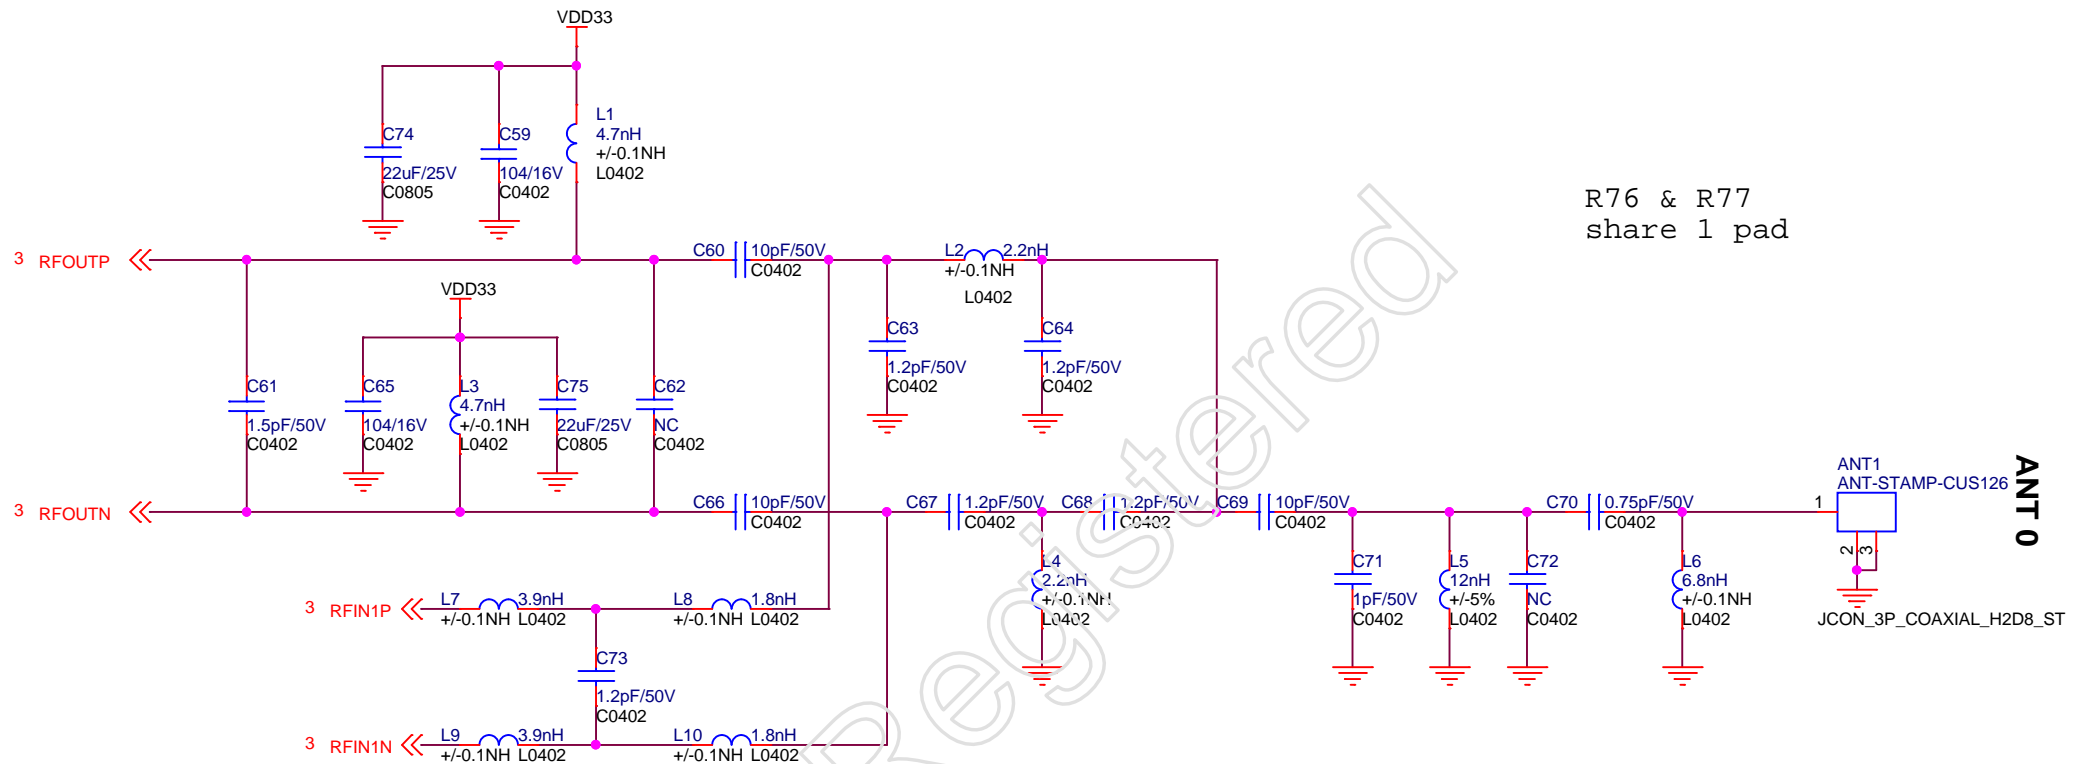 VDD33
C74
22uF/25V
C0805
C59
104/16V
C0402
L1
4.7nH
+/-0.1NH
L0402
R76 & R77
share 1 pad
3 RFOUTP
C60 10pF/50V
C0402
L2 2.2nH
+/-0.1NH
L0402
VDD33
C61
1.5pF/50V
C0402
C65
104/16V
C0402
L3
4.7nH
+/-0.1NH
L0402
C75
22uF/25V
C0805
C62
NC
C0402
C63
1.2pF/50V
C0402
C64
1.2pF/50V
C0402
3 RFOUTN
C66 10pF/50V
C0402
C67 1.2pF/50V
C0402
C68 1.2pF/50V
C0402
C69 10pF/50V
C0402
C70 0.75pF/50V
C0402
ANT1
ANT-STAMP-CUS126
1
2
3
JCON_3P_COAXIAL_H2D8_ST
ANT 0
L4
2.2nH
+/-0.1NH
L0402
C71
1pF/50V
C0402
L5
12nH
+/-5%
L0402
C72
NC
C0402
L6
6.8nH
+/-0.1NH
L0402
3 RFIN1P
L7 3.9nH
+/-0.1NH L0402
L8 1.8nH
+/-0.1NH L0402
C73
1.2pF/50V
C0402
3 RFIN1N
L9 3.9nH
+/-0.1NH L0402
L10 1.8nH
+/-0.1NH L0402
Registered